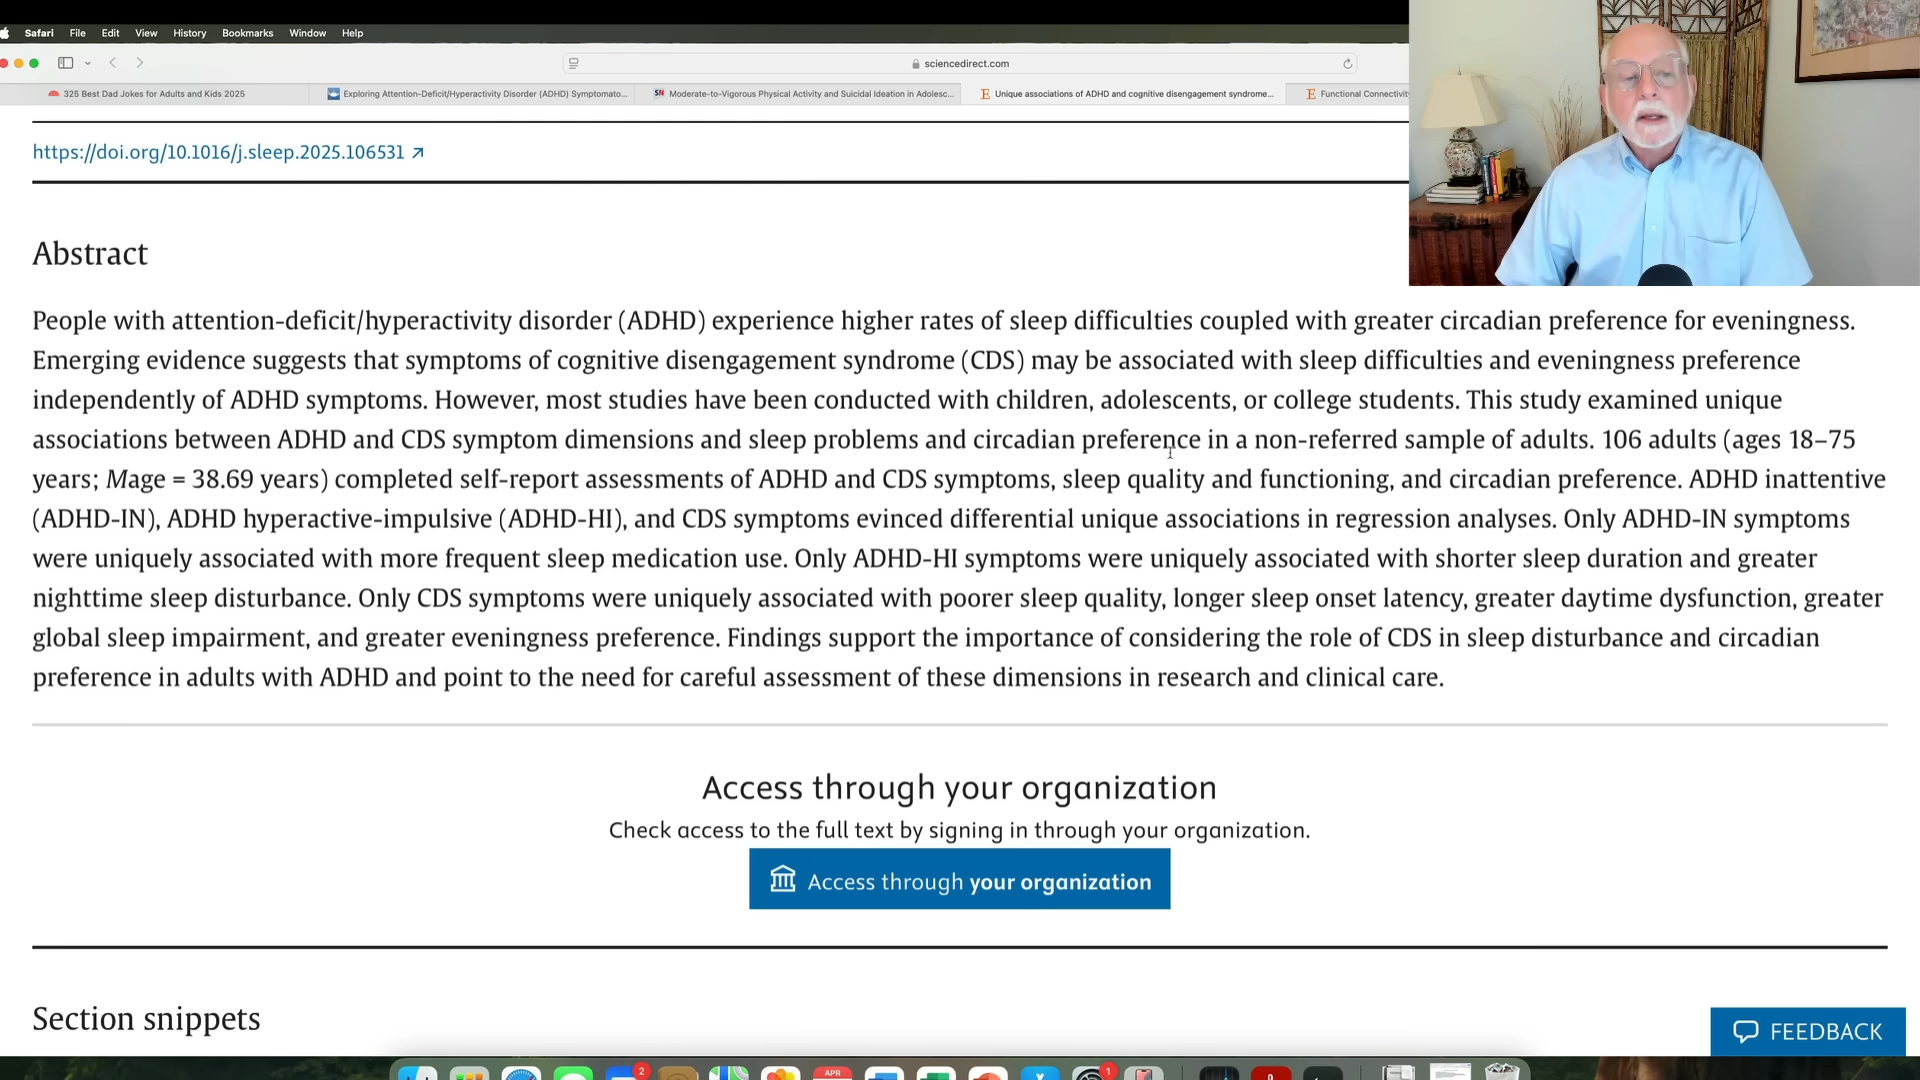 Safari File Edit View History Bookmarks Window Help
sciencedirect.com
325 Best Dad Jokes for Adults and Kids 2025
Exploring Attention-Deficit/Hyperactivity Disorder (ADHD) Symptomato...
SN Moderate-to-Vigorous Physical Activity and Suicidal Ideation in Adolesc...
E Unique associations of ADHD and cognitive disengagement syndrome...
E Functional Connectivity
https://doi.org/10.1016/j.sleep.2025.106531
Abstract
People with attention-deficit/hyperactivity disorder (ADHD) experience higher rates of sleep difficulties coupled with greater circadian preference for eveningness.
Emerging evidence suggests that symptoms of cognitive disengagement syndrome (CDS) may be associated with sleep difficulties and eveningness preference
independently of ADHD symptoms. However, most studies have been conducted with children, adolescents, or college students. This study examined unique
associations between ADHD and CDS symptom dimensions and sleep problems and circadian preference in a non-referred sample of adults. 106 adults (ages 18–75
years; Mage = 38.69 years) completed self-report assessments of ADHD and CDS symptoms, sleep quality and functioning, and circadian preference. ADHD inattentive
(ADHD-IN), ADHD hyperactive-impulsive (ADHD-HI), and CDS symptoms evinced differential unique associations in regression analyses. Only ADHD-IN symptoms
were uniquely associated with more frequent sleep medication use. Only ADHD-HI symptoms were uniquely associated with shorter sleep duration and greater
nighttime sleep disturbance. Only CDS symptoms were uniquely associated with poorer sleep quality, longer sleep onset latency, greater daytime dysfunction, greater
global sleep impairment, and greater eveningness preference. Findings support the importance of considering the role of CDS in sleep disturbance and circadian
preference in adults with ADHD and point to the need for careful assessment of these dimensions in research and clinical care.
Access through your organization
Check access to the full text by signing in through your organization.
Access through your organization
Section snippets
FEEDBACK
2
APR
1